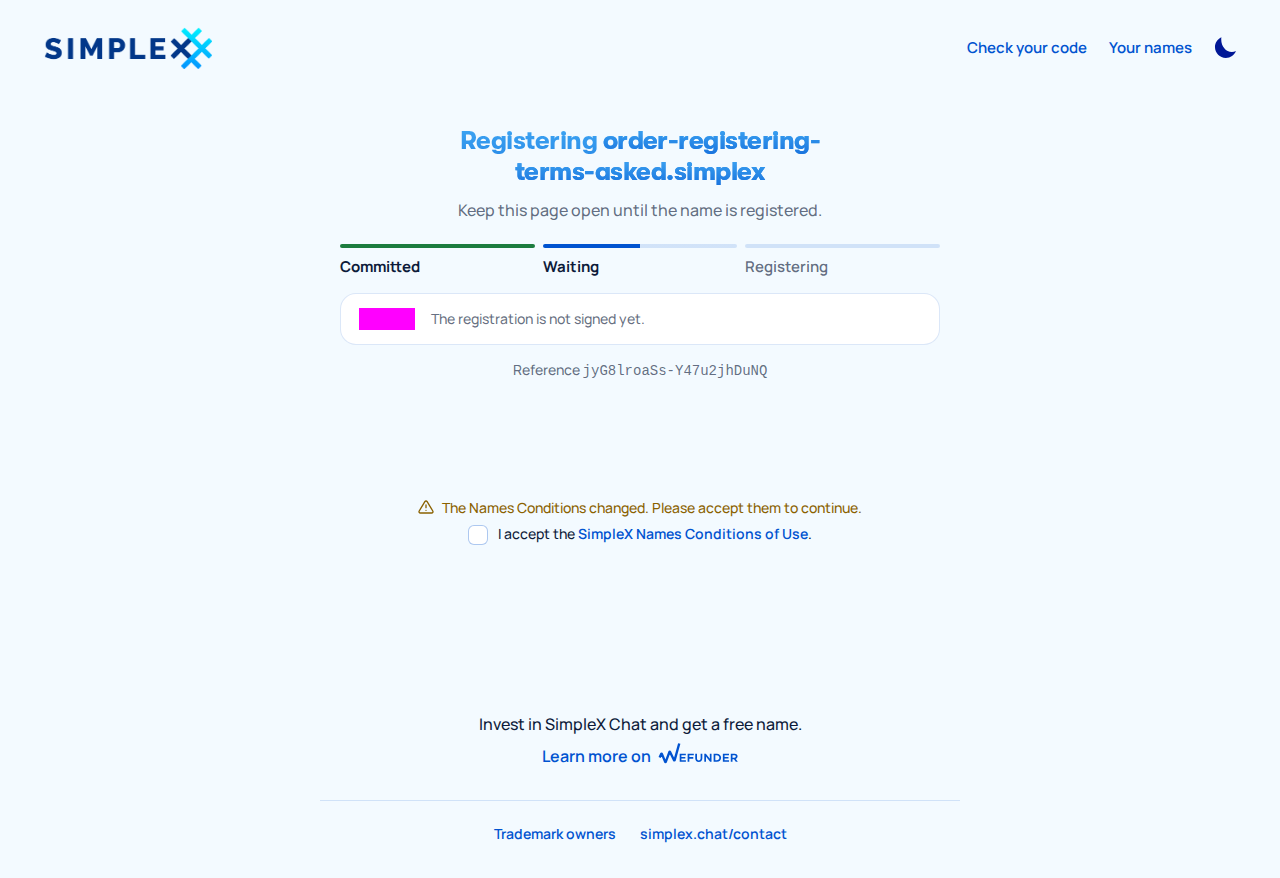 SIMPLEX
Check your code
Your names
Registering order-registering-
terms-asked.simplex
Keep this page open until the name is registered.
Committed
Waiting
Registering
The registration is not signed yet.
Reference jyG8lroaSs-Y47u2jhDuNQ
The Names Conditions changed. Please accept them to continue.
I accept the SimpleX Names Conditions of Use.
Invest in SimpleX Chat and get a free name.
Learn more on WEFUNDER
Trademark owners
simplex.chat/contact